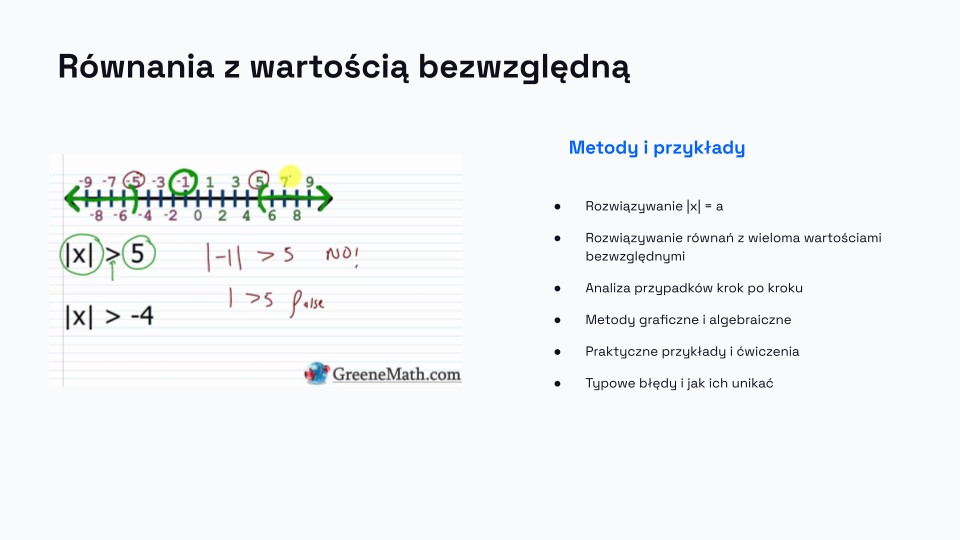 Równania z wartością bezwzględną
Metody i przykłady
-9 -7 -5 -3 -1 1 3 5 7 9
-8 -6 -4 -2 0 2 4 6 8
|x| > 5 |-1| > 5 NO!
1 > 5 false
|x| > -4
GreeneMath.com
● Rozwiązywanie |x| = a
● Rozwiązywanie równań z wieloma wartościami
bezwzględnymi
● Analiza przypadków krok po kroku
● Metody graficzne i algebraiczne
● Praktyczne przykłady i ćwiczenia
● Typowe błędy i jak ich unikać